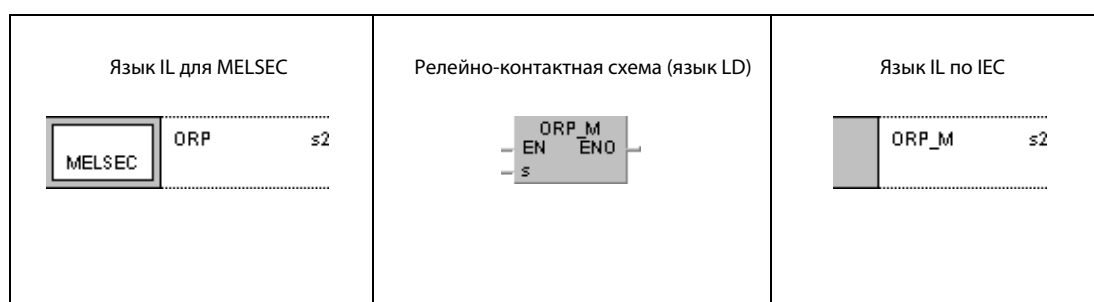 Язык IL для MELSEC
MELSEC
ORP s2
Релейно-контактная схема (язык LD)
ORP_M
EN ENO
s
Язык IL по IEC
ORP_M s2